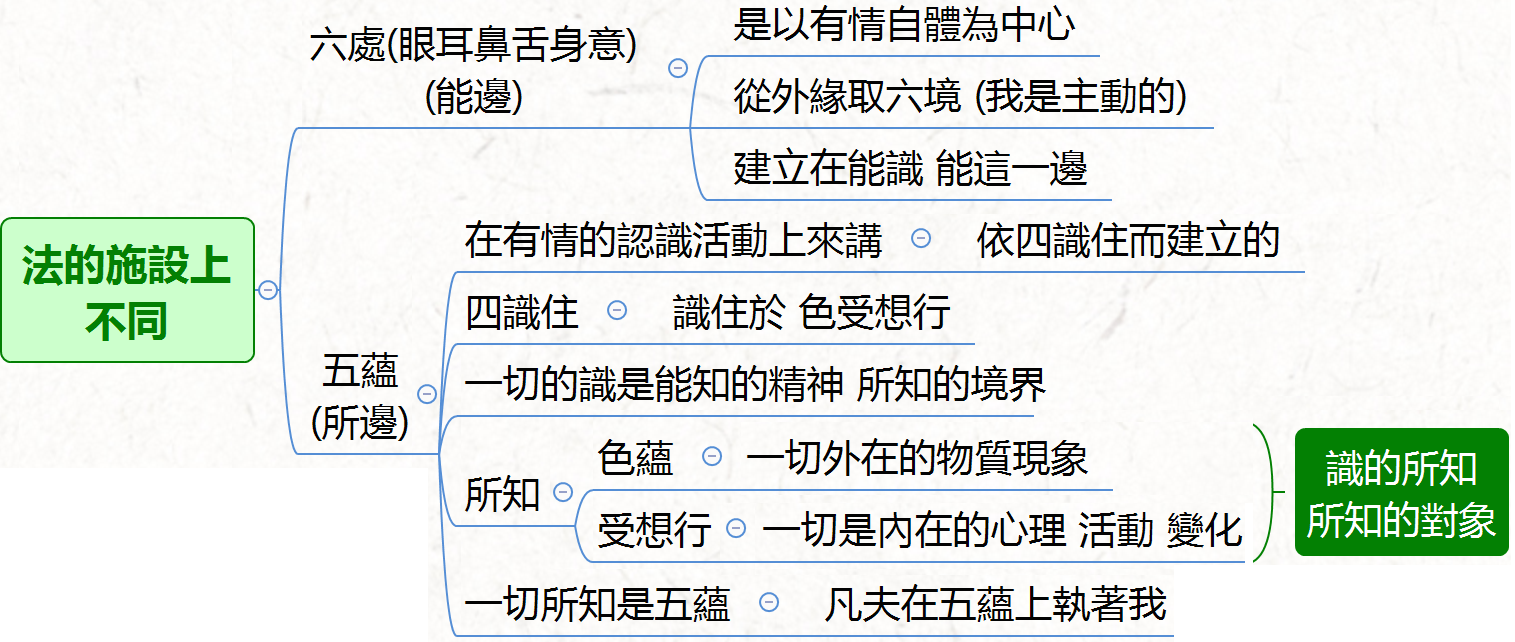 法的施設上
不同
六處(眼耳鼻舌身意)
(能邊)
是以有情自體為中心
從外緣取六境 (我是主動的)
建立在能識 能這一邊
五蘊
(所邊)
在有情的認識活動上來講
依四識住而建立的
四識住
識住於 色受想行
一切的識是能知的精神 所知的境界
所知
色蘊
一切外在的物質現象
受想行
一切是內在的心理 活動 變化
識的所知
所知的對象
一切所知是五蘊
凡夫在五蘊上執著我